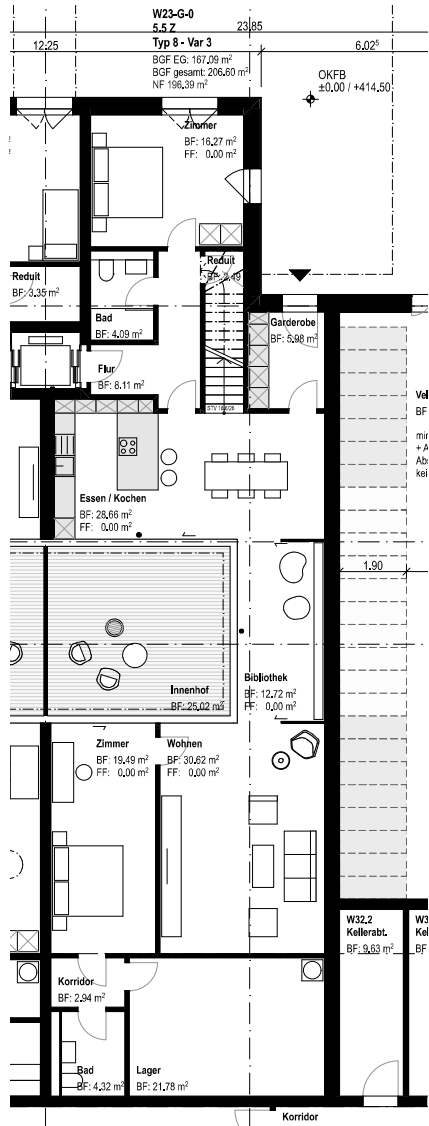 W23-G-0
5.5 Z
23.85
12.25
Typ 8 - Var 3
6.02⁵
BGF EG: 167.09 m²
BGF gesamt: 206.60 m²
NF 196.39 m²
OKFB
±0.00 / +414.50
Zimmer
BF: 16.27 m²
FF: 0.00 m²
Reduit
BF: 3.35 m²
Reduit
Bad
BF: 4.09 m²
Garderobe
BF: 5.98 m²
Flur
BF: 8.11 m²
Essen / Kochen
BF: 28.66 m²
FF: 0.00 m²
BF
+ A
1.90
Innenhof
BF: 25.02 m²
Bibliothek
BF: 12.72 m²
FF: 0.00 m²
Zimmer
BF: 19.49 m²
FF: 0.00 m²
Wohnen
BF: 30.62 m²
FF: 0.00 m²
W32.2
Kellerabt.
BF: 9.63 m²
W3
Kel
BF
Korridor
BF: 2.94 m²
Bad
BF: 4.32 m²
Lager
BF: 21.78 m²
Korridor